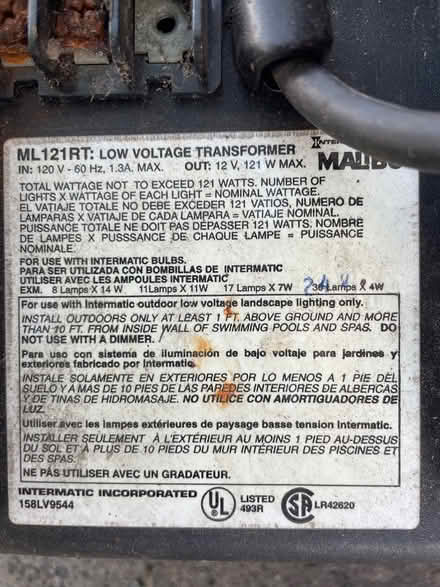 ML121RT: LOW VOLTAGE TRANSFORMER
IN: 120 V - 60 Hz, 1.3A. MAX. OUT: 12 V, 121 W MAX.
TOTAL WATTAGE NOT TO EXCEED 121 WATTS. NUMBER OF
LIGHTS X WATTAGE OF EACH LIGHT = NOMINAL WATTAGE.
EL VATIAJE TOTAL NO DEBE EXCEDER 121 VATIOS, NUMERO DE
LAMPARAS X VATIAJE DE CADA LAMPARA = VATIAJE NOMINAL.
PUISSANCE TOTALE NE DOIT PAS DÉPASSER 121 WATTS. NOMBRE
DE LAMPES X PUSSSANCE DE CHAQUE LAMPE = PUISSANCE
NOMINALE.
FOR USE WITH INTERMATIC BULBS.
PARA SER UTILIZADA CON BOMBILLAS DE INTERMATIC
UTILISER AVEC LES AMPOULES INTERMATIC
EXM. 8 Lamps X 14 W 11Lamps X 11W 17 Lamps X 7W 30 Lamps X 4W
For use with Intermatic outdoor low veltage landscape lighting only.
INSTALL OUTDOORS ONLY AT LEAST 1 FT. ABOVE GROUND AND MORE
THAN 10 FT. FROM INSIDE WALL OF SWIMMING POOLS AND SPAS. DO
NOT USE WITH A DIMMER.
Para uso con sistema de iluminación de bajo voltaje para jardines y
exteriores fabricado por Intermatic.
INSTALE SOLAMENTE EN EXTERIORES POR LO MENOS A 1 PIE DEL
SUELO Y A MAS DE 10 PIES DE LAS PAREDES INTERIORES DE ALBERCAS
Y DE TINAS DE HIDROMASAJE. NO UTILICE CON AMORTIGUADORES DE
LUZ.
Utiliser avec les lampes extérieures de paysage basse tension Intermatic.
INSTALLER SEULEMENT À L'EXTÉRIEUR AU MOINS 1 PIED AU-DESSUS
DU SOL ET À PLUS DE 10 PIEDS DU MUR INTÉRIEUR DES PISCINES ET
DES SPAS.
NE PAS UTILISER AVEC UN GRADATEUR.
INTERMATIC INCORPORATED
158LV9544
UL LISTED
493R
SA LR42620